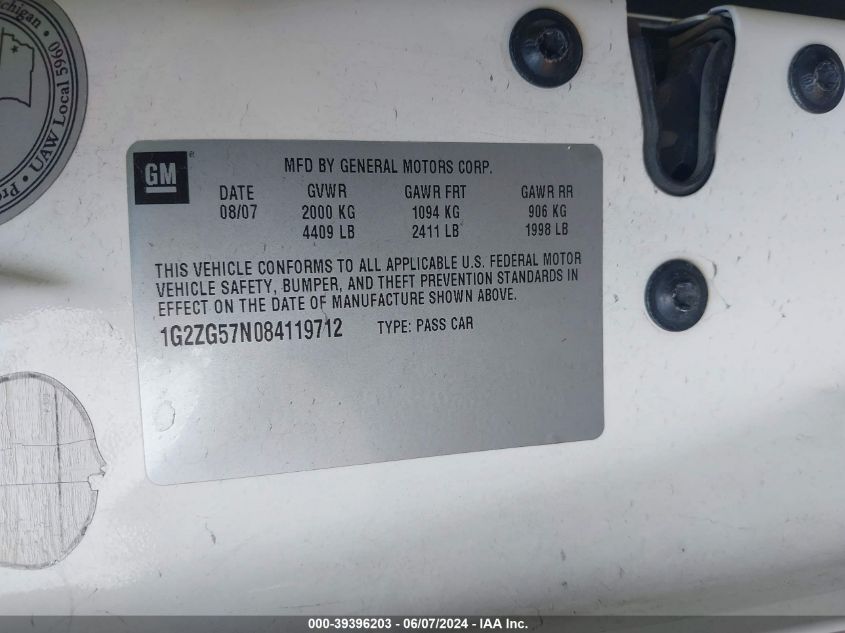 Michigan
UAW Local 5960
Pro
GM
MFD BY GENERAL MOTORS CORP.
DATE GVWR GAWR FRT GAWR RR
08/07 2000 KG 1094 KG 906 KG
4409 LB 2411 LB 1998 LB
THIS VEHICLE CONFORMS TO ALL APPLICABLE U.S. FEDERAL MOTOR
VEHICLE SAFETY, BUMPER, AND THEFT PREVENTION STANDARDS IN
EFFECT ON THE DATE OF MANUFACTURE SHOWN ABOVE.
1G2ZG57N084119712 TYPE: PASS CAR
000-39396203 - 06/07/2024 - IAA Inc.